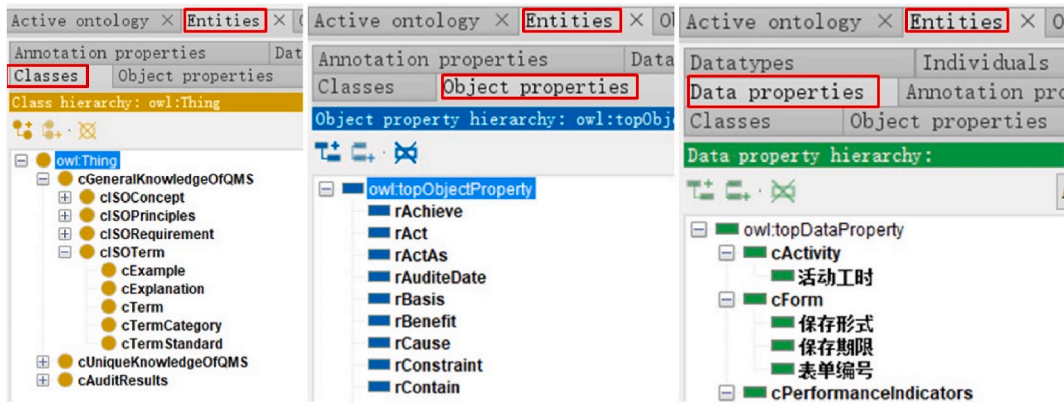 Active ontology × Entities ×
Annotation properties Dat
Classes Object properties
Class hierarchy: owl:Thing
owl:Thing
cGeneralKnowledgeOfQMS
cISOConcept
cISOPrinciples
cISORequirement
cISOTerm
cExample
cExplanation
cTerm
cTermCategory
cTermStandard
cUniqueKnowledgeOfQMS
cAuditResults
Active ontology × Entities × Ol
Annotation properties Data
Classes Object properties
Object property hierarchy: owl:topObj
owl:topObjectProperty
rAchieve
rAct
rActAs
rAuditeDate
rBasis
rBenefit
rCause
rConstraint
rContain
Active ontology × Entities × O
Datatypes Individuals
Data properties Annotation pro
Classes Object properties
Data property hierarchy:
owl:topDataProperty
cActivity
活动工时
cForm
保存形式
保存期限
表单编号
cPerformanceIndicators